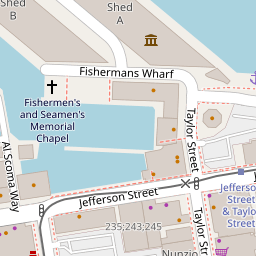 Shed
B
Shed
A
Fishermans Wharf
Fishermen's
and Seamen's
Memorial
Chapel
Taylor Street
Al Scoma Way
Jefferson Street
Jefferson
Street
& Taylor
Street
235;243;245
Taylor Str
Nunzio